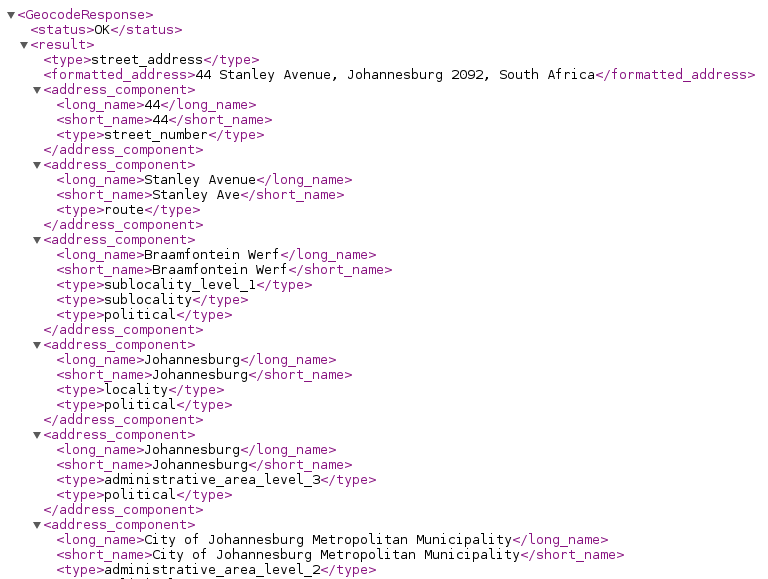 <GeocodeResponse>
<status>OK</status>
<result>
<type>street_address</type>
<formatted_address>44 Stanley Avenue, Johannesburg 2092, South Africa</formatted_address>
<address_component>
<long_name>44</long_name>
<short_name>44</short_name>
<type>street_number</type>
</address_component>
<address_component>
<long_name>Stanley Avenue</long_name>
<short_name>Stanley Ave</short_name>
<type>route</type>
</address_component>
<address_component>
<long_name>Braamfontein Werf</long_name>
<short_name>Braamfontein Werf</short_name>
<type>sublocality_level_1</type>
<type>sublocality</type>
<type>political</type>
</address_component>
<address_component>
<long_name>Johannesburg</long_name>
<short_name>Johannesburg</short_name>
<type>locality</type>
<type>political</type>
</address_component>
<address_component>
<long_name>Johannesburg</long_name>
<short_name>Johannesburg</short_name>
<type>administrative_area_level_3</type>
<type>political</type>
</address_component>
<address_component>
<long_name>City of Johannesburg Metropolitan Municipality</long_name>
<short_name>City of Johannesburg Metropolitan Municipality</short_name>
<type>administrative_area_level_2</type>